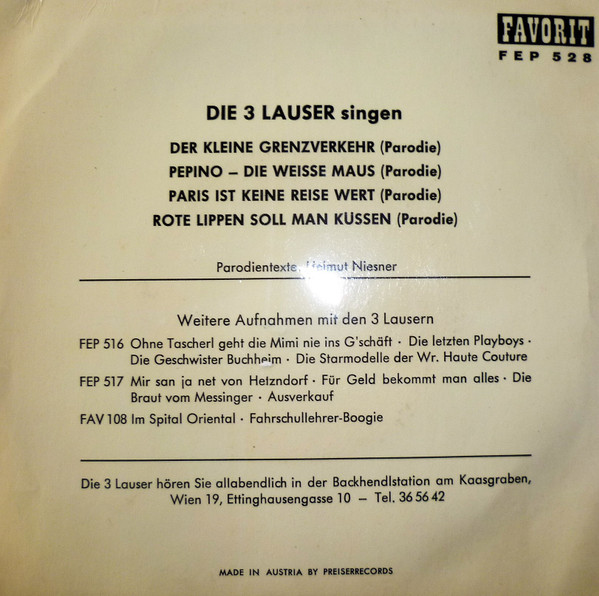 FAVORIT
FEP 528
DIE 3 LAUSER singen
DER KLEINE GRENZVERKEHR (Parodie)
PEPINO – DIE WEISSE MAUS (Parodie)
PARIS IST KEINE REISE WERT (Parodie)
ROTE LIPPEN SOLL MAN KÜSSEN (Parodie)
Parodientexte: Helmut Niesner
Weitere Aufnahmen mit den 3 Lausern
FEP 516 Ohne Tascherl geht die Mimi nie ins G'schäft · Die letzten Playboys ·
Die Geschwister Buchheim · Die Starmodelle der Wr. Haute Couture
FEP 517 Mir san ja net von Hetzndorf · Für Geld bekommt man alles · Die
Braut vom Messinger · Ausverkauf
FAV 108 Im Spital Oriental · Fahrschullehrer-Boogie
Die 3 Lauser hören Sie allabendlich in der Backhendlstation am Kaasgraben,
Wien 19, Ettinghausengasse 10 – Tel. 36 56 42
MADE IN AUSTRIA BY PREISERRECORDS